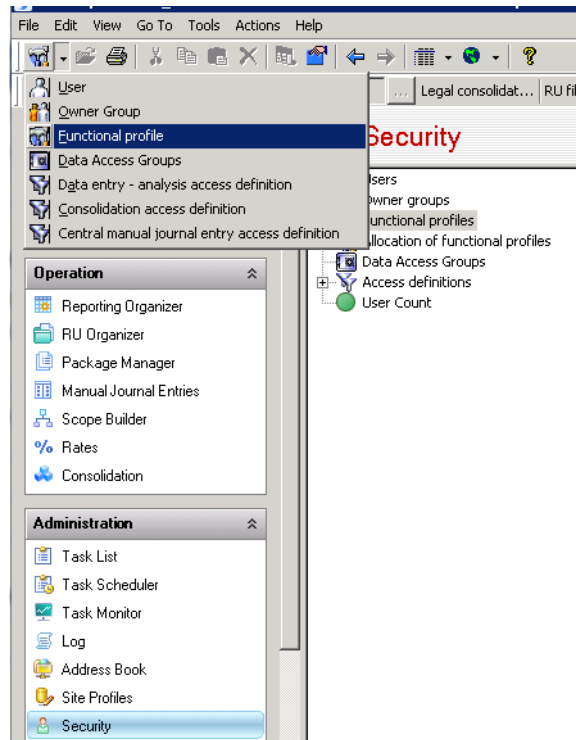 File Edit View Go To Tools Actions Help
... Legal consolidat... RU fil
User
Owner Group
Functional profile
Data Access Groups
Data entry - analysis access definition
Consolidation access definition
Central manual journal entry access definition
Security
Users
Owner groups
Functional profiles
Allocation of functional profiles
Data Access Groups
Access definitions
User Count
Operation
Reporting Organizer
RU Organizer
Package Manager
Manual Journal Entries
Scope Builder
% Rates
Consolidation
Administration
Task List
Task Scheduler
Task Monitor
Log
Address Book
Site Profiles
Security